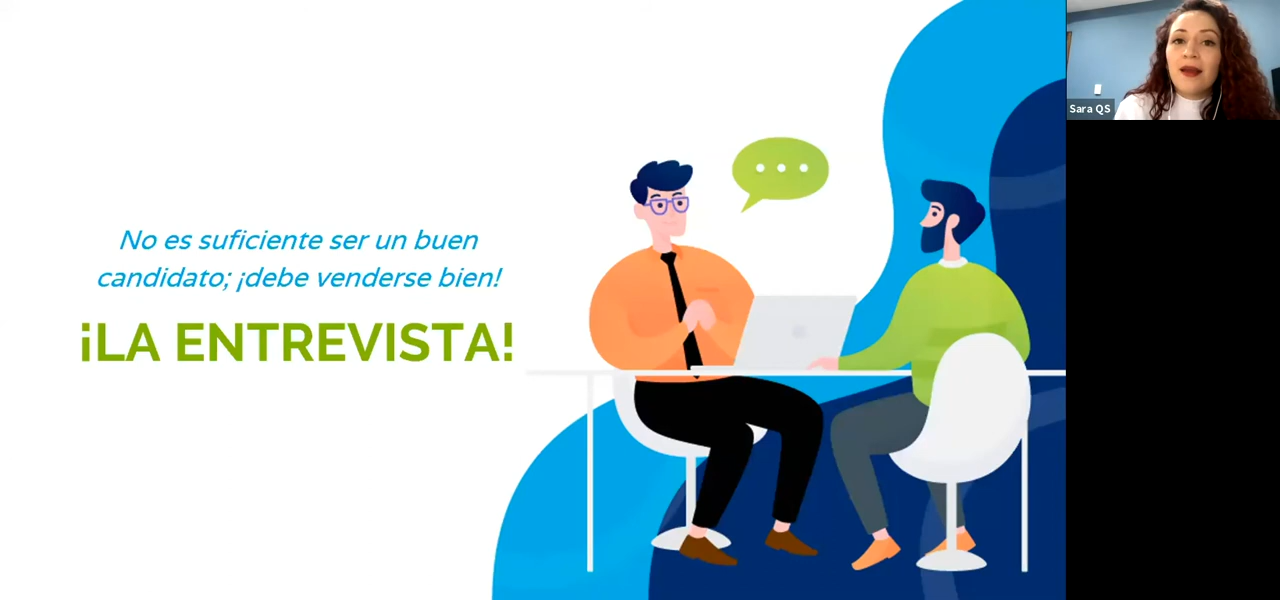 No es suficiente ser un buen
candidato; ¡debe venderse bien!
¡LA ENTREVISTA!
Sara QS